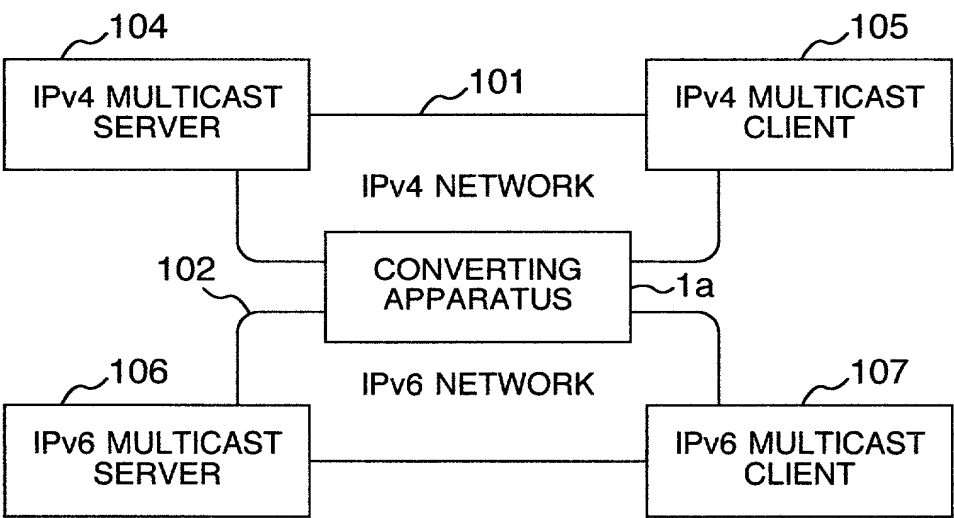 104
105
IPv4 MULTICAST
SERVER
101
IPv4 MULTICAST
CLIENT
IPv4 NETWORK
CONVERTING
APPARATUS
102
1a
106
IPv6 NETWORK
107
IPv6 MULTICAST
SERVER
IPv6 MULTICAST
CLIENT